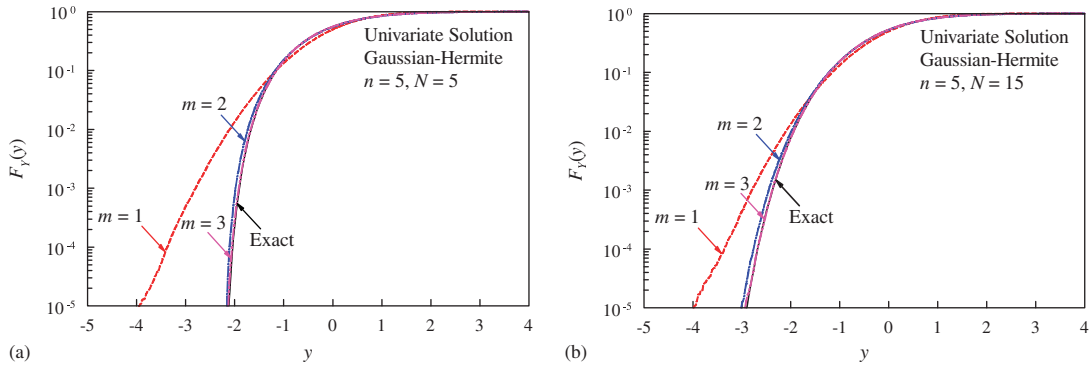 10⁰
10⁻¹
10⁻²
10⁻³
10⁻⁴
10⁻⁵
F_Y(y)
Univariate Solution
Gaussian-Hermite
n = 5, N = 5
m = 2
m = 1
m = 3
Exact
-5 -4 -3 -2 -1 0 1 2 3 4
(a)
y
10⁰
10⁻¹
10⁻²
10⁻³
10⁻⁴
10⁻⁵
F_Y(y)
Univariate Solution
Gaussian-Hermite
n = 5, N = 15
m = 2
m = 3
m = 1
Exact
-5 -4 -3 -2 -1 0 1 2 3 4
(b)
y